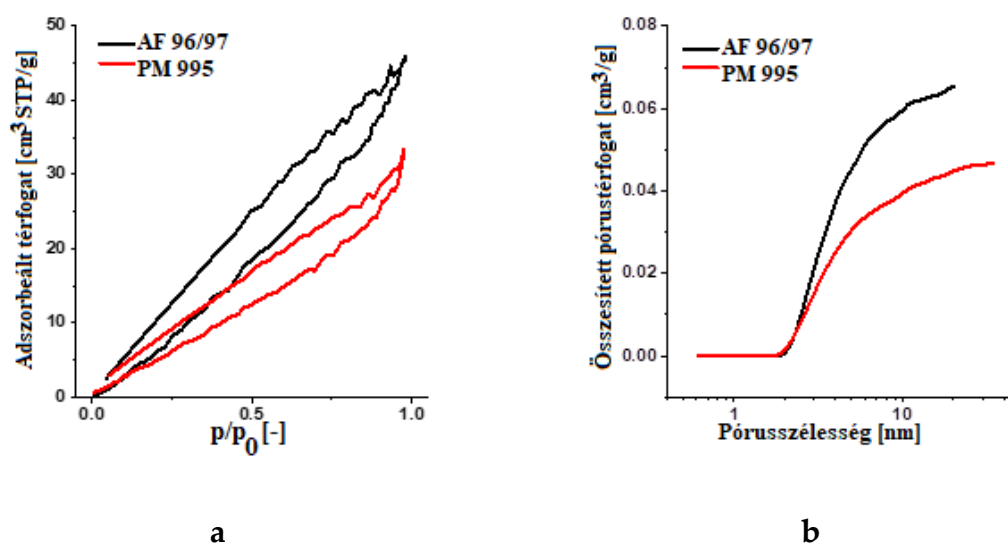 50
40
30
20
10
0
Adszorbeált térfogat [cm³ STP/g]
AF 96/97
PM 995
0.0
0.5
1.0
p/p₀ [-]
a
0.08
0.06
0.04
0.02
0.00
Összesített pórustérfogat [cm³/g]
AF 96/97
PM 995
1
10
Pórusszélesség [nm]
b